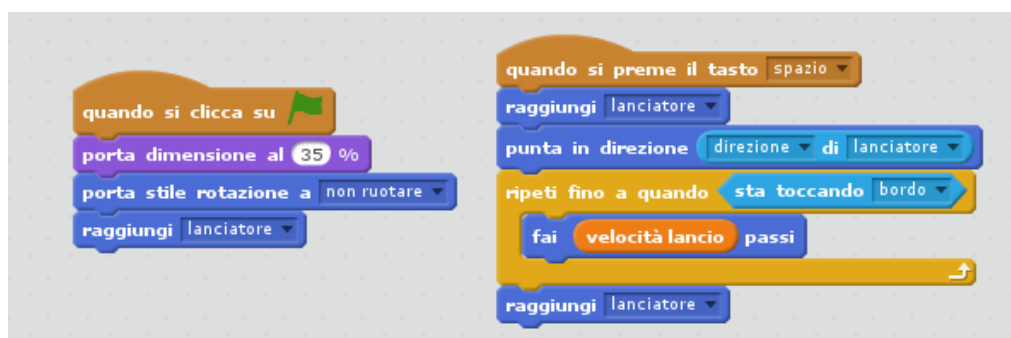 quando si clicca su
porta dimensione al 35 %
porta stile rotazione a non ruotare
raggiungi lanciatore
quando si preme il tasto spazio
raggiungi lanciatore
punta in direzione direzione di lanciatore
ripeti fino a quando sta toccando bordo
fai velocità lancio passi
raggiungi lanciatore